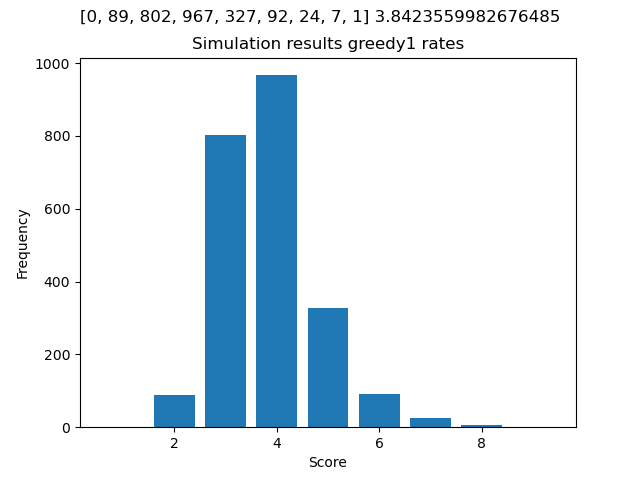 [0, 89, 802, 967, 327, 92, 24, 7, 1] 3.8423559982676485
Simulation results greedy1 rates
1000
800
600
400
200
0
Frequency
2 4 6 8
Score